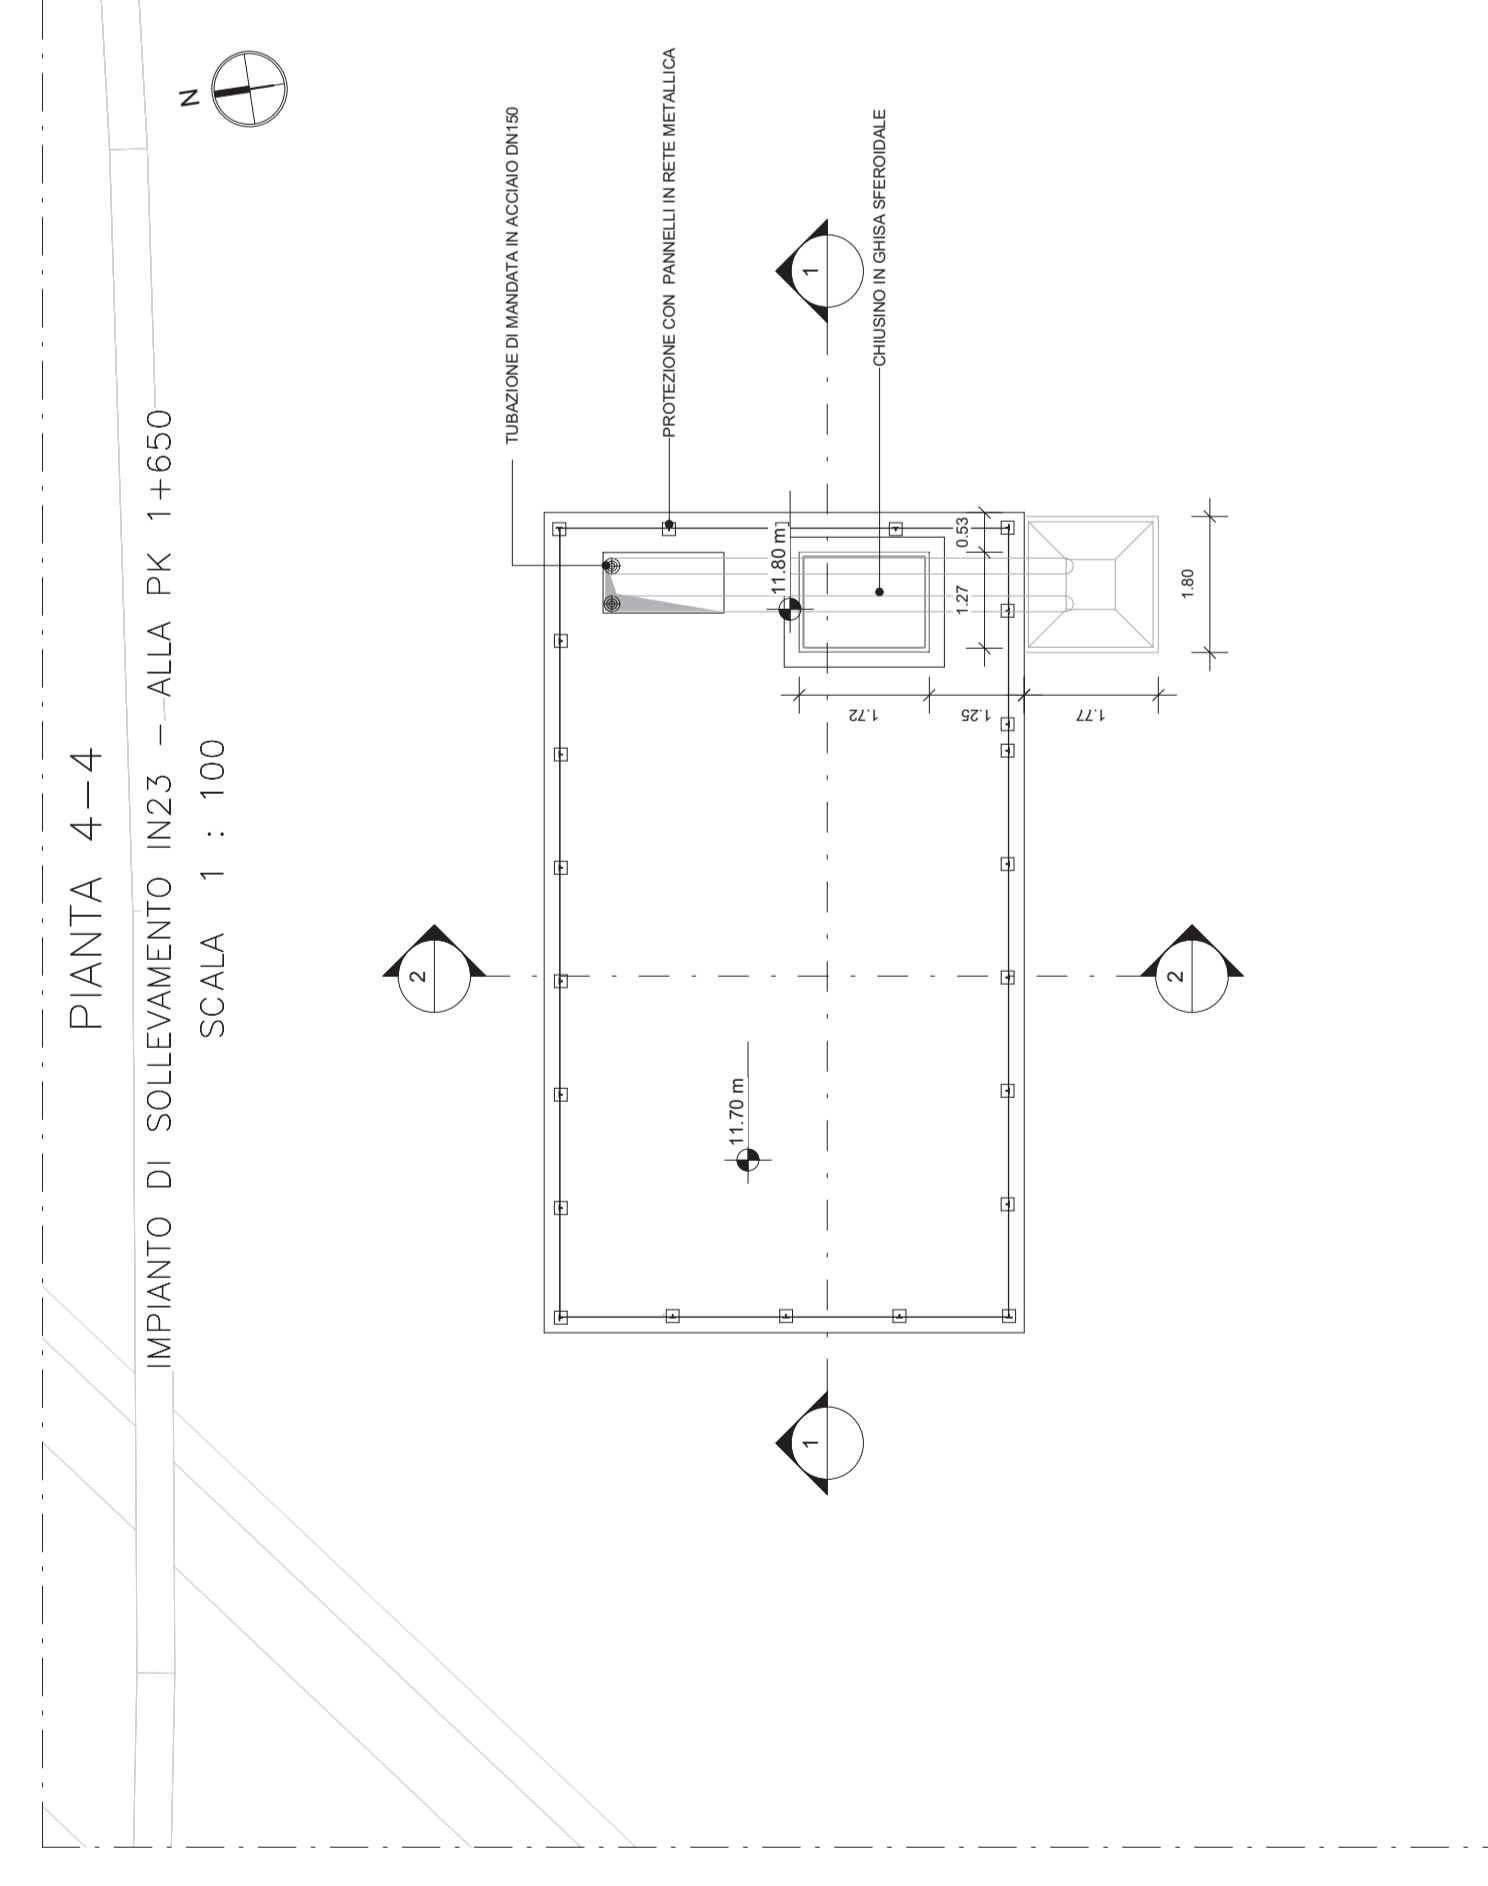 PIANTA 4-4
IMPIANTO DI SOLLEVAMENTO IN23 - ALLA PK 1+650
SCALA 1 : 100
N
TUBAZIONE DI MANDATA IN ACCIAIO DN150
PROTEZIONE CON PANNELLI IN RETE METALLICA
CHIUSINO IN GHISA SFEROIDALE
1
2
11.80 m
0.53
1.27
1.80
1.72
1.25
1.77
11.70 m
2
1